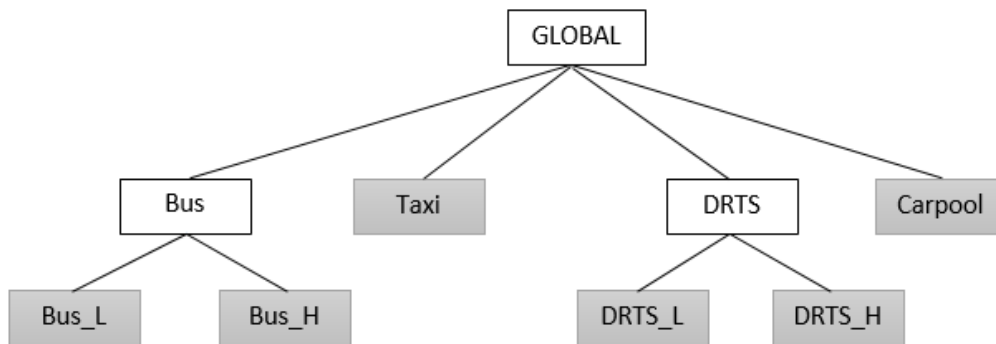 GLOBAL
Bus
Taxi
DRTS
Carpool
Bus_L
Bus_H
DRTS_L
DRTS_H